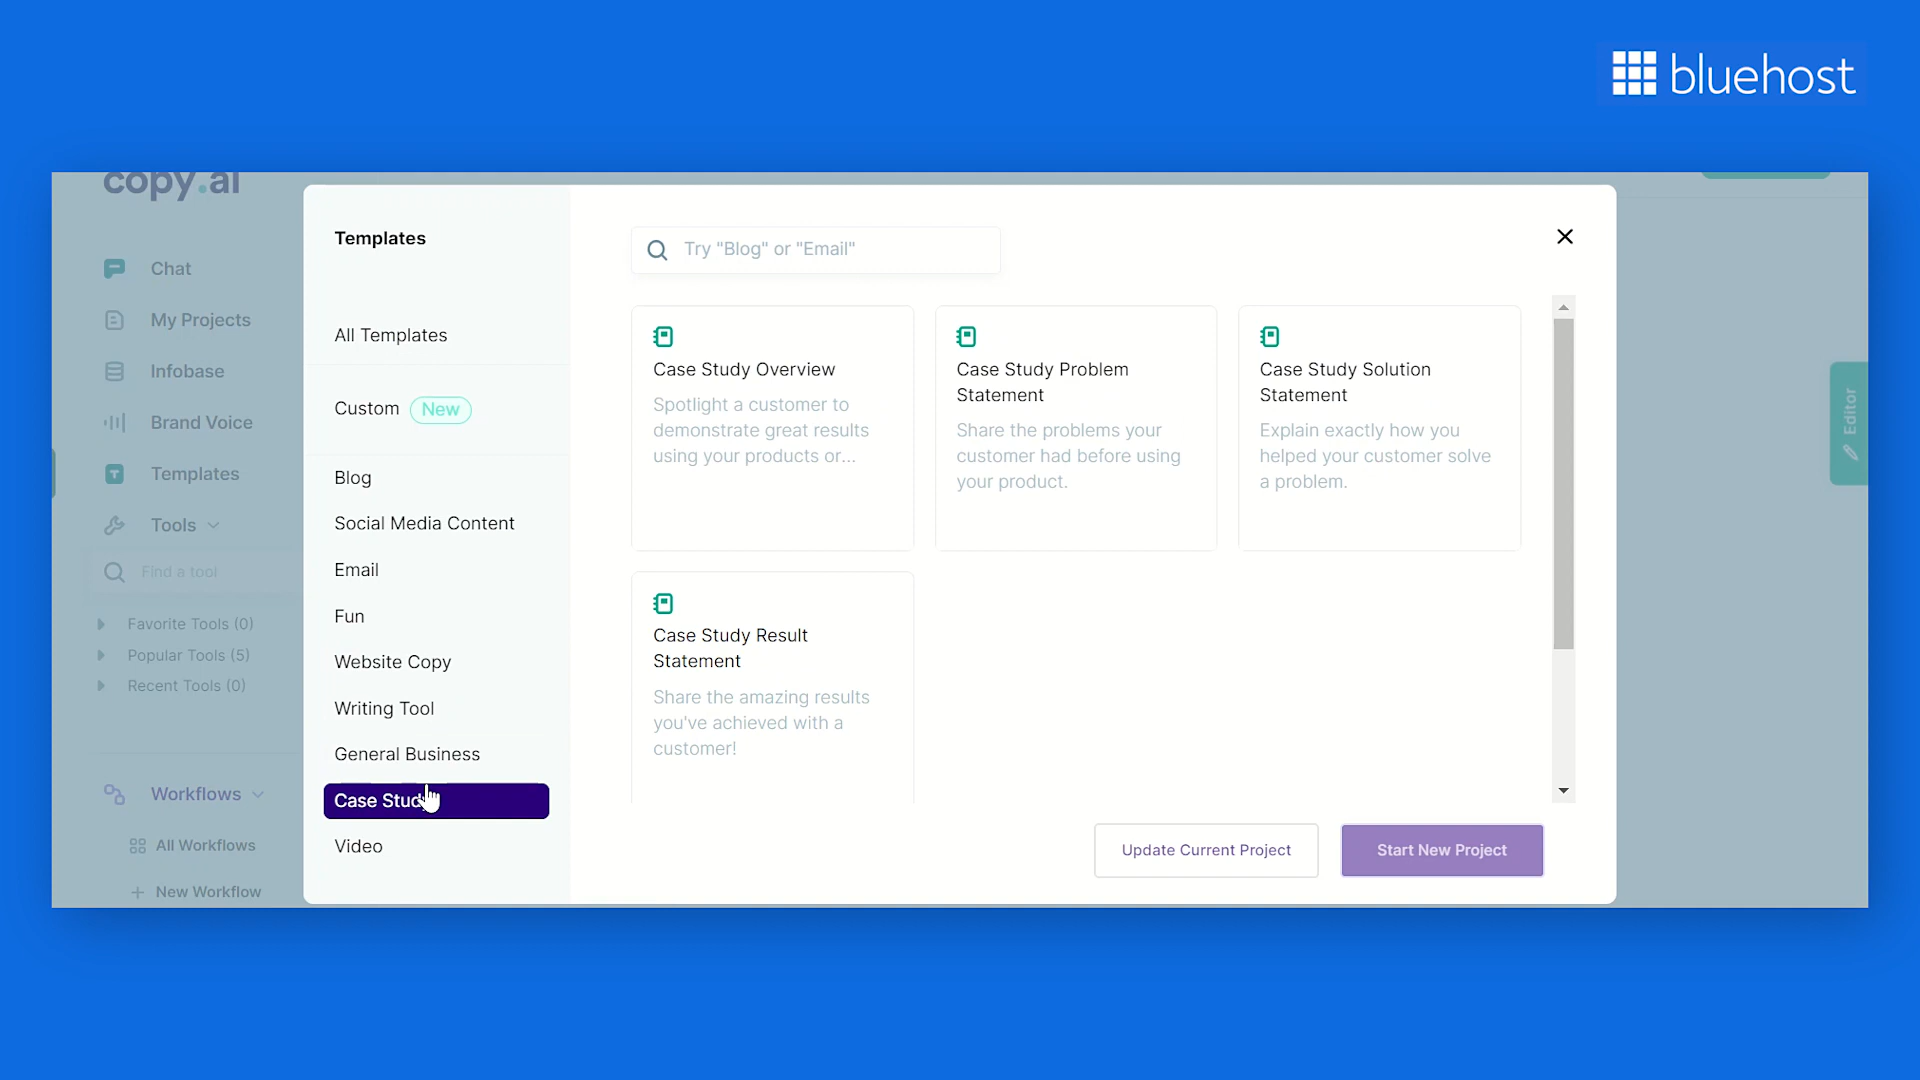 bluehost
copy.ai
Chat
My Projects
Infobase
Brand Voice
Templates
Tools
Find a tool
Favorite Tools (0)
Popular Tools (5)
Recent Tools (0)
Workflows
All Workflows
New Workflow
Templates
All Templates
Custom New
Blog
Social Media Content
Email
Fun
Website Copy
Writing Tool
General Business
Case Study
Video
Try "Blog" or "Email"
Case Study Overview
Spotlight a customer to
demonstrate great results
using your products or...
Case Study Problem
Statement
Share the problems your
customer had before using
your product.
Case Study Solution
Statement
Explain exactly how you
helped your customer solve
a problem.
Case Study Result
Statement
Share the amazing results
you've achieved with a
customer!
Update Current Project
Start New Project
Editor